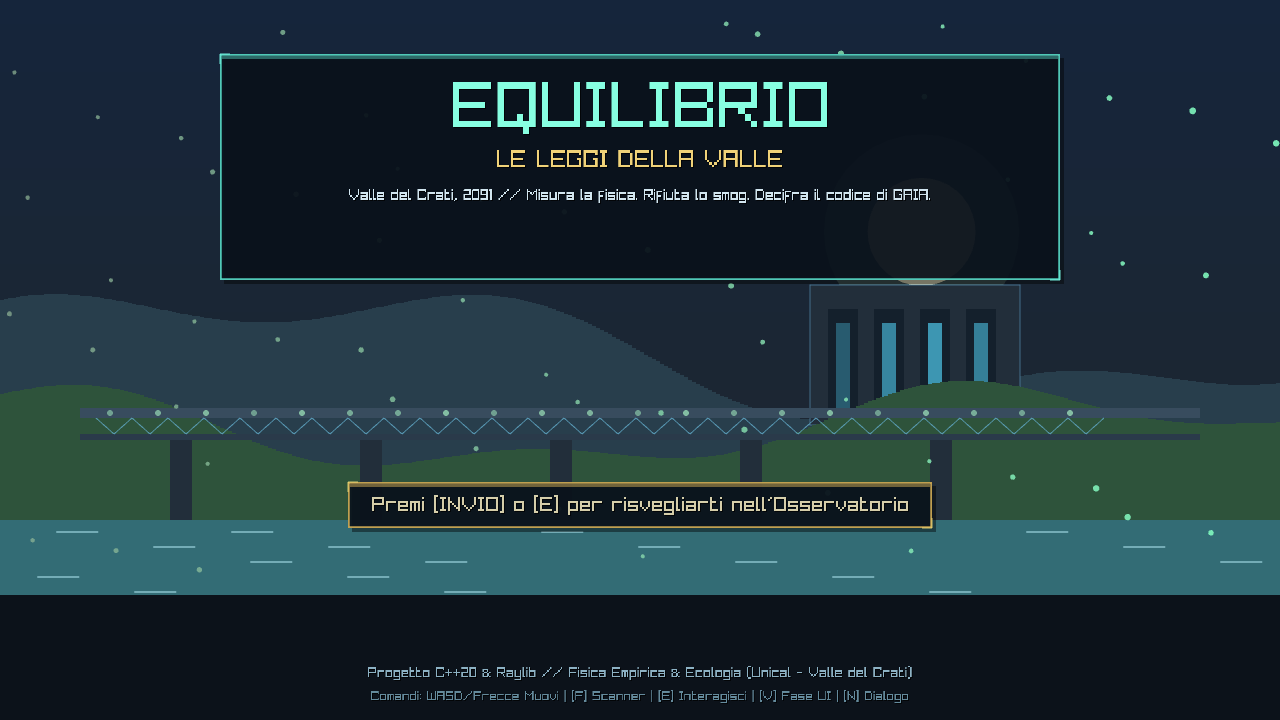 EQUILIBRIO
LE LEGGI DELLA VALLE
Valle del Crati, 2091 // Misura la fisica. Rifiuta lo smog. Decifra il codice di GAIA.
Premi [INVIO] o [E] per risvegliarti nell'Osservatorio
Progetto C++20 & Raylib // Fisica Empirica & Ecologia (Unical - Valle del Crati)
Comandi: WASD/Frecce Muovi | [F] Scanner | [E] Interagisci | [V] Fase UI | [N] Dialogo